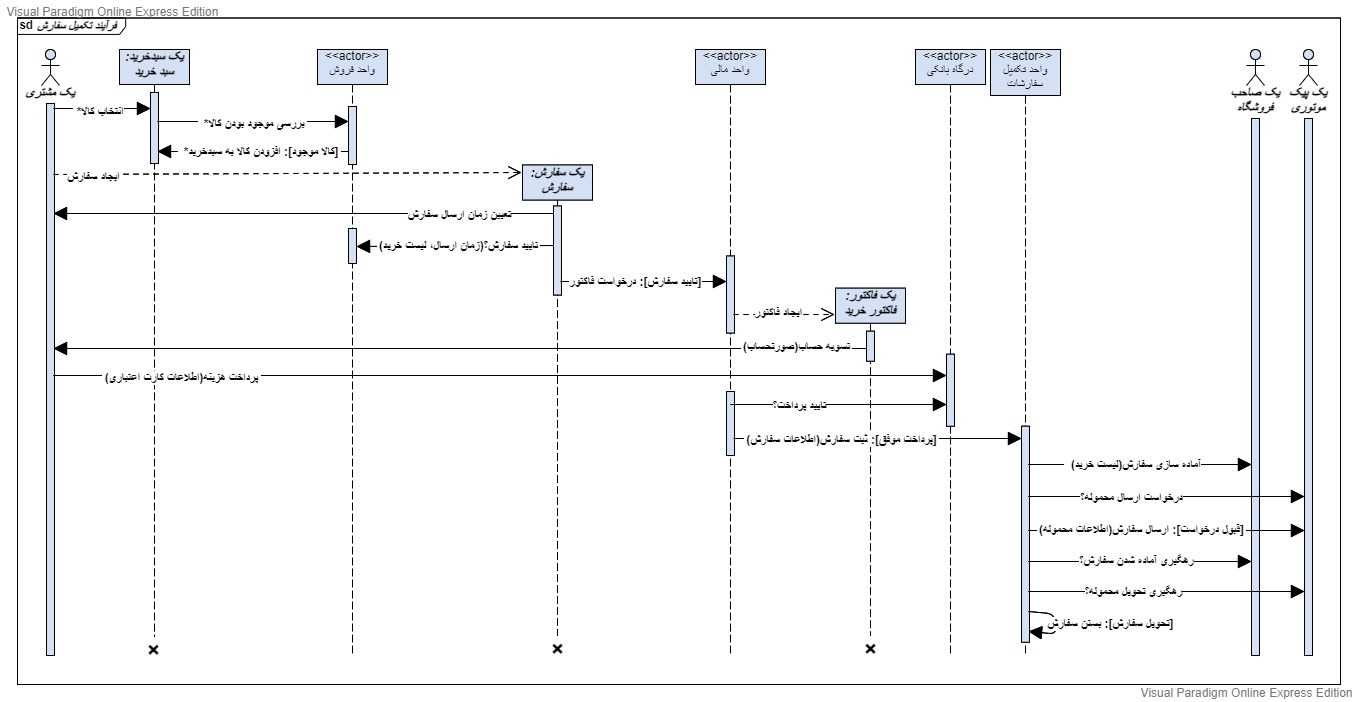 Visual Paradigm Online Express Edition
sd فرآیند تکمیل سفارش
یک مشتری
یک سبدخرید:
سبد خرید
<<actor>>
واحد فروش
<<actor>>
واحد مالی
<<actor>>
درگاه بانکی
<<actor>>
واحد تکمیل
سفارشات
یک صاحب
فروشگاه
یک پیک
موتوری
انتخاب کالا*
بررسی موجود بودن کالا*
[کالا موجود]: افزودن کالا به سبدخرید*
ایجاد سفارش
یک سفارش:
سفارش
تعیین زمان ارسال سفارش
تایید سفارش؟(زمان ارسال، لیست خرید)
[تایید سفارش]: درخواست فاکتور
یک فاکتور:
فاکتور خرید
ایجاد فاکتور
تسویه حساب(صورتحساب)
پرداخت هزینه(اطلاعات کارت اعتباری)
تایید پرداخت؟
[پرداخت موفق]: ثبت سفارش(اطلاعات سفارش)
آماده سازی سفارش(لیست خرید)
درخواست ارسال محموله؟
[قبول درخواست]: ارسال سفارش(اطلاعات محموله)
رهگیری آماده شدن سفارش؟
رهگیری تحویل محموله؟
[تحویل سفارش]: بستن سفارش
Visual Paradigm Online Express Edition